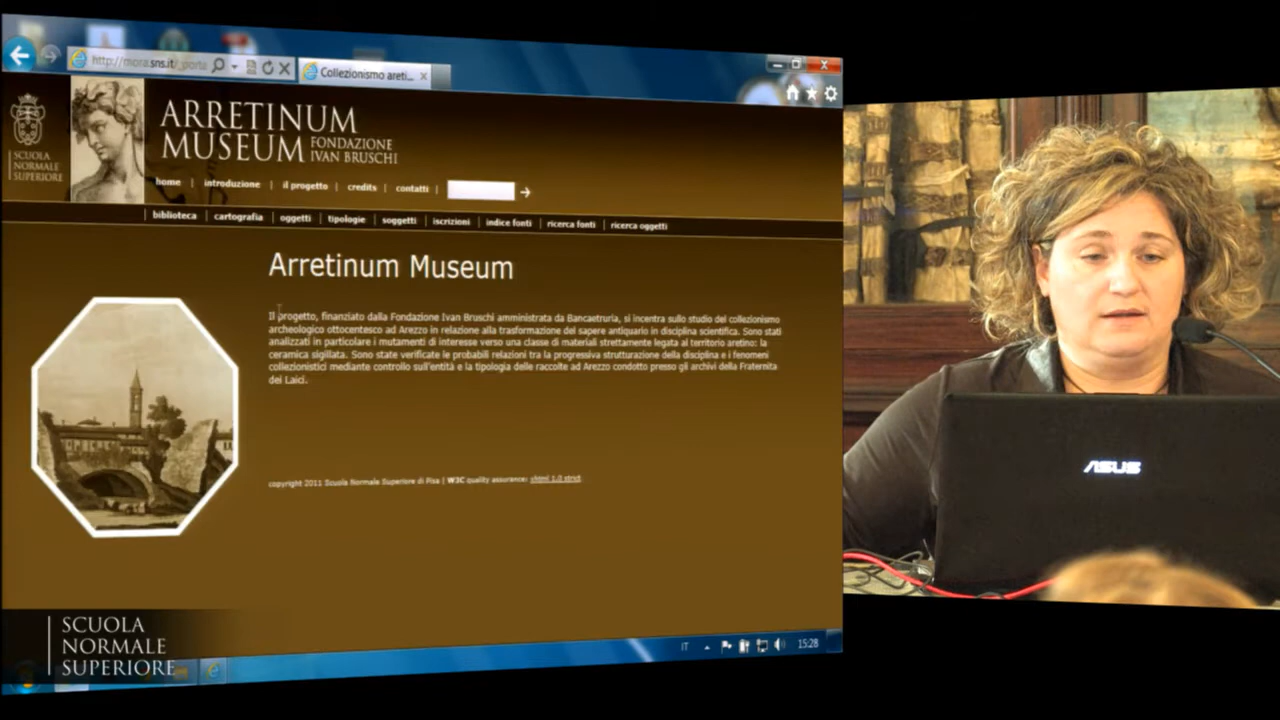 http://mora.sns.it/_porta
Collezionismo areti...
SCUOLA
NORMALE
SUPERIORE
ARRETINUM
MUSEUM FONDAZIONE
IVAN BRUSCHI
home | introduzione | il progetto | credits | contatti |
| biblioteca | cartografia | oggetti | tipologie | soggetti | iscrizioni | indice fonti | ricerca fonti | ricerca oggetti
Arretinum Museum
Il progetto, finanziato dalla Fondazione Ivan Bruschi amministrata da Bancaetruria, si incentra sullo studio del collezionismo
archeologico ottocentesco ad Arezzo in relazione alla trasformazione del sapere antiquario in disciplina scientifica. Sono stati
analizzati in particolare i mutamenti di interesse verso una classe di materiali strettamente legata al territorio aretino: la
ceramica sigillata. Sono state verificate le probabili relazioni tra la progressiva strutturazione della disciplina e i fenomeni
collezionistici mediante controllo sull'entità e la tipologia delle raccolte ad Arezzo condotto presso gli archivi della Fraternita
dei Laici.
copyright 2011 Scuola Normale Superiore di Pisa | W3C quality assurance: xhtml 1.0 strict
IT
15:28
SCUOLA
NORMALE
SUPERIORE
ASUS